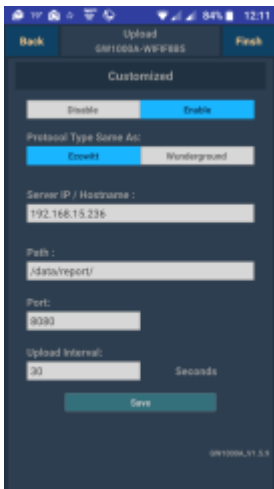 84% 12:11
Back
Upload
Finsh
GW1000A-WIFIF8B5
Customized
Disable
Enable
Protocol Type Same As:
Ecowitt
Wunderground
Server IP / Hostname :
192.168.15.236
Path :
/data/report/
Port:
8080
Upload Interval:
30
Seconds
Save
GW1000A_V1.5.5